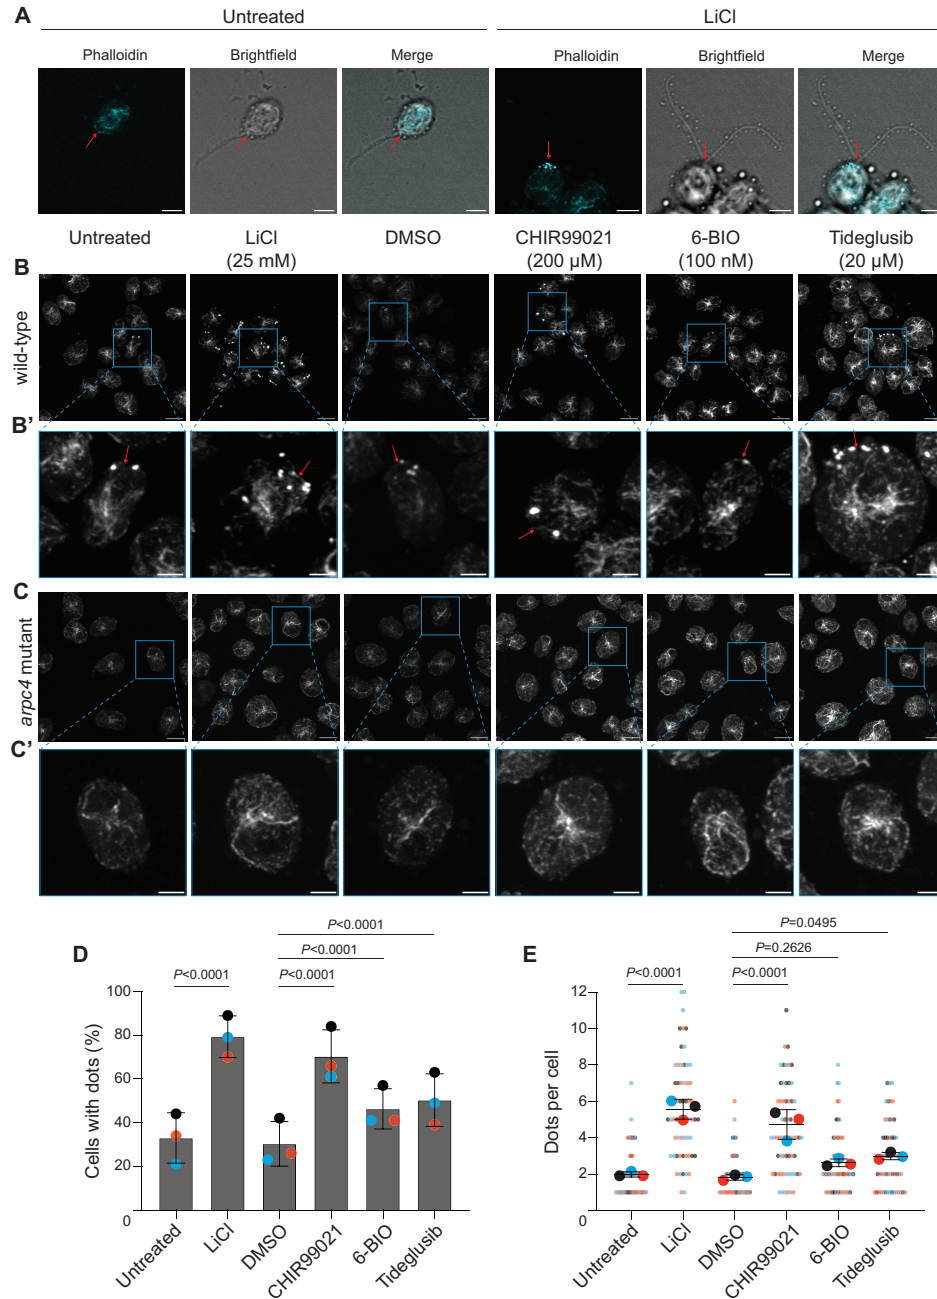 A
Untreated
LiCl
Phalloidin
Brightfield
Merge
Phalloidin
Brightfield
Merge
Untreated
LiCl
(25 mM)
DMSO
CHIR99021
(200 µM)
6-BIO
(100 nM)
Tideglusib
(20 µM)
B
wild-type
B'
C
arpc4 mutant
C'
D
P<0.0001
P<0.0001
P<0.0001
P<0.0001
Cells with dots (%)
100
80
60
40
20
0
Untreated
LiCl
DMSO
CHIR99021
6-BIO
Tideglusib
E
P=0.0495
P=0.2626
P<0.0001
P<0.0001
Dots per cell
12
10
8
6
4
2
0
Untreated
LiCl
DMSO
CHIR99021
6-BIO
Tideglusib